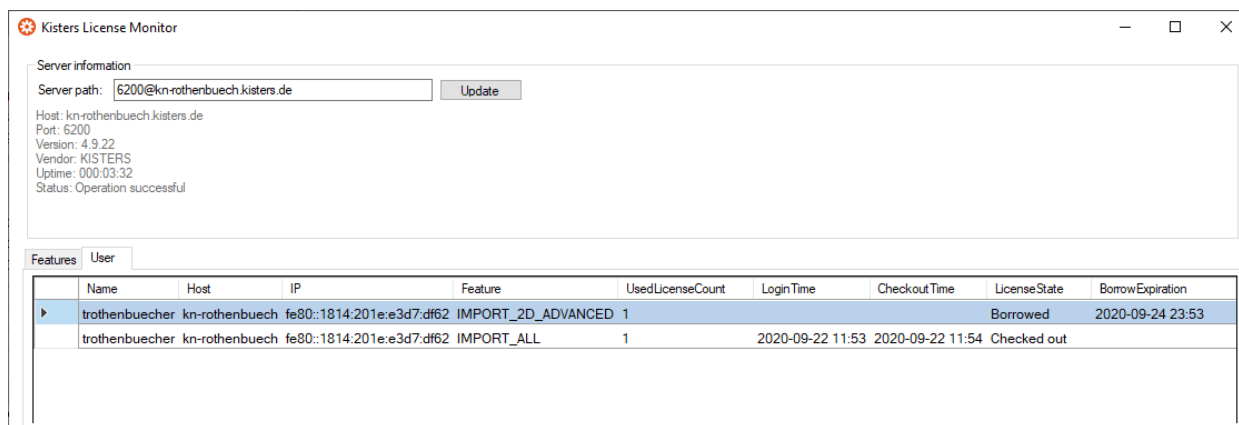 Kisters License Monitor
Server information
Server path: 6200@kn-rothenbuech.kisters.de Update
Host: kn-rothenbuech.kisters.de
Port: 6200
Version: 4.9.22
Vendor: KISTERS
Uptime: 000:03:32
Status: Operation successful
Features User
Name Host IP Feature UsedLicenseCount LoginTime CheckoutTime LicenseState BorrowExpiration
trothenbuecher kn-rothenbuech fe80::1814:201e:e3d7:df62 IMPORT_2D_ADVANCED 1 Borrowed 2020-09-24 23:53
trothenbuecher kn-rothenbuech fe80::1814:201e:e3d7:df62 IMPORT_ALL 1 2020-09-22 11:53 2020-09-22 11:54 Checked out